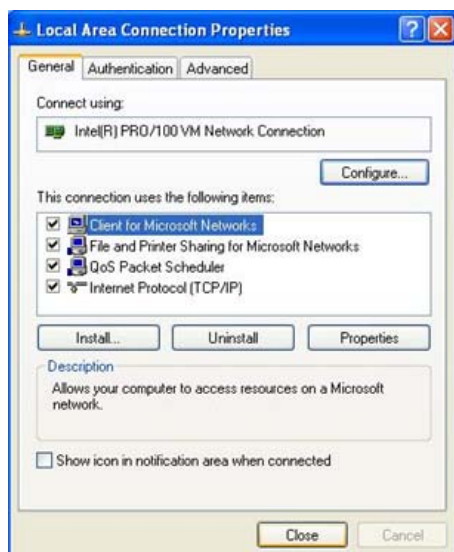 Local Area Connection Properties
General Authentication Advanced
Connect using:
Intel(R) PRO/100 VM Network Connection
Configure...
This connection uses the following items:
Client for Microsoft Networks
File and Printer Sharing for Microsoft Networks
QoS Packet Scheduler
Internet Protocol (TCP/IP)
Install... Uninstall Properties
Description
Allows your computer to access resources on a Microsoft
network.
Show icon in notification area when connected
Close Cancel